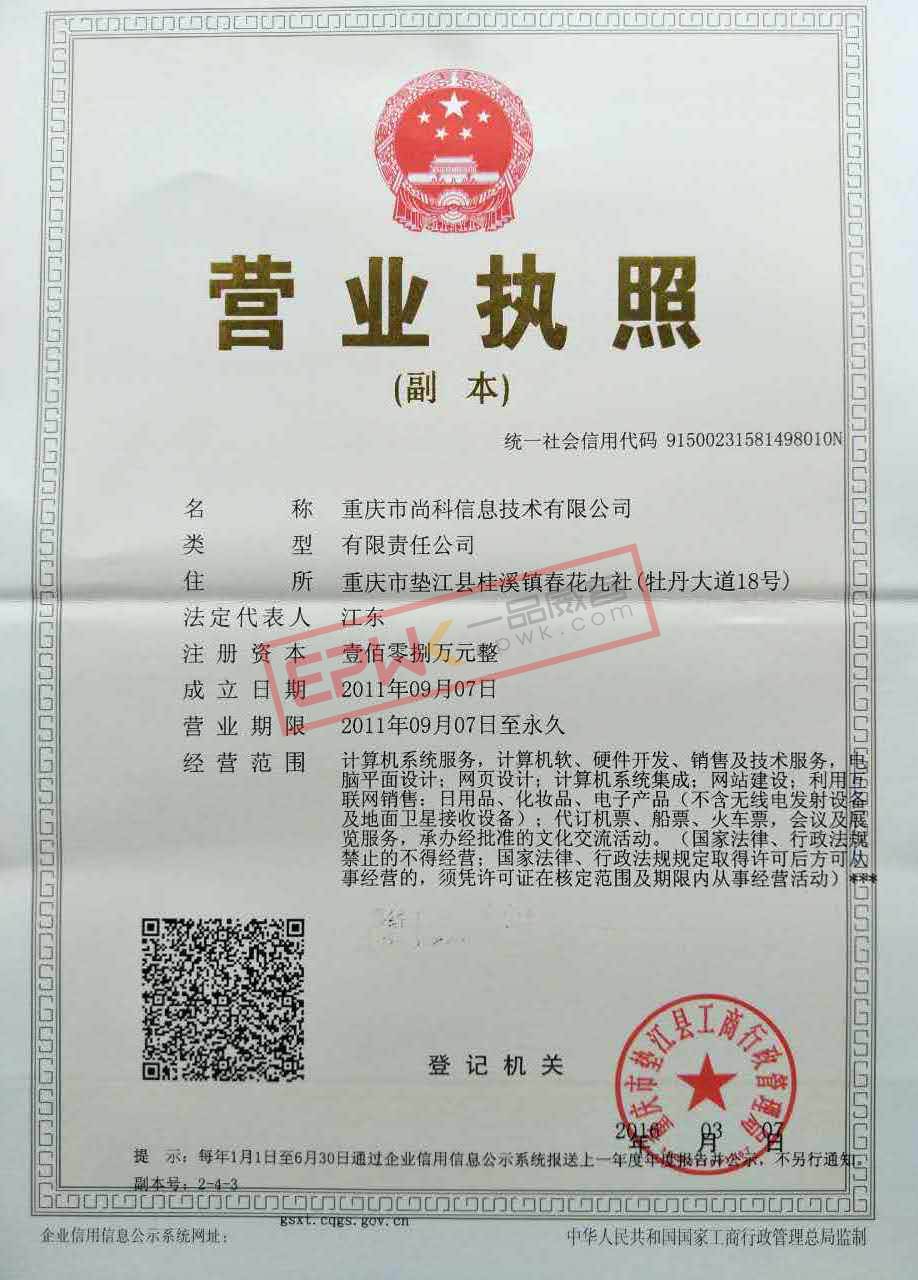 营业执照
(副 本)
统一社会信用代码 91500231581498010N
名 称 重庆市尚科信息技术有限公司
类 型 有限责任公司
住 所 重庆市垫江县桂溪镇春花九社(牡丹大道18号)
法定代表人 江东
注册资本 壹佰零捌万元整
成立日期 2011年09月07日
营业期限 2011年09月07日至永久
经营范围 计算机系统服务，计算机软、硬件开发、销售及技术服务，电
脑平面设计；网页设计；计算机系统集成；网站建设；利用互
联网销售：日用品、化妆品、电子产品（不含无线电发射设备
及地面卫星接收设备）；代订机票、船票、火车票，会议及展
览服务，承办经批准的文化交流活动。（国家法律、行政法规
禁止的不得经营；国家法律、行政法规规定取得许可后方可从
事经营的，须凭许可证在核定范围及期限内从事经营活动）***
EPWK 一品威客
epwk.com
登记机关
重庆市垫江县工商行政管理局
2016年03月07日
提 示：每年1月1日至6月30日通过企业信用信息公示系统报送上一年度年度报告并公示，不另行通知。
副本号：2-4-3
企业信用信息公示系统网址： gsxt.cqgs.gov.cn
中华人民共和国国家工商行政管理总局监制